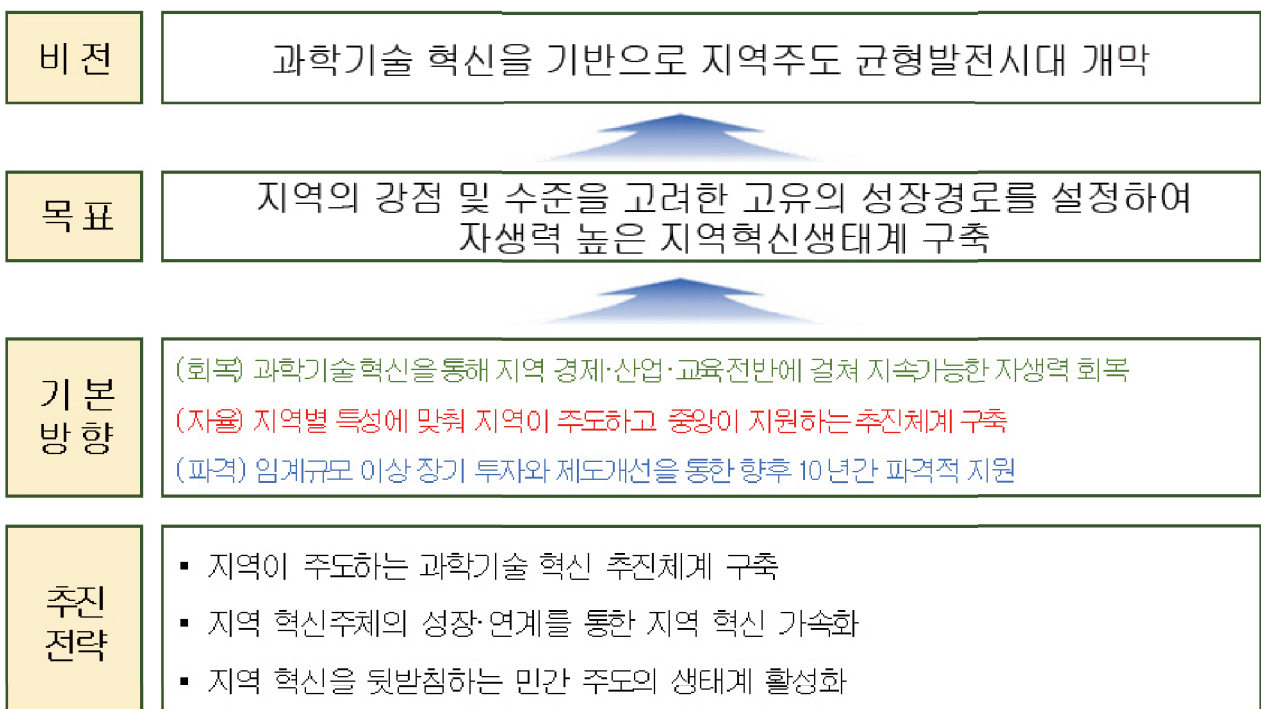 비 전
과학기술 혁신을 기반으로 지역주도 균형발전시대 개막
목 표
지역의 강점 및 수준을 고려한 고유의 성장경로를 설정하여
자생력 높은 지역혁신생태계 구축
기 본
방 향
(회복) 과학기술혁신을 통해 지역 경제·산업·교육전반에 걸쳐 지속가능한 자생력 회복
(자율) 지역별 특성에 맞춰 지역이 주도하고 중앙이 지원하는 추진체계 구축
(파격) 임계규모 이상 장기 투자와 제도개선을 통한 향후 10년간 파격적 지원
추진
전략
▪ 지역이 주도하는 과학기술 혁신 추진체계 구축
▪ 지역 혁신주체의 성장·연계를 통한 지역 혁신 가속화
▪ 지역 혁신을 뒷받침하는 민간 주도의 생태계 활성화